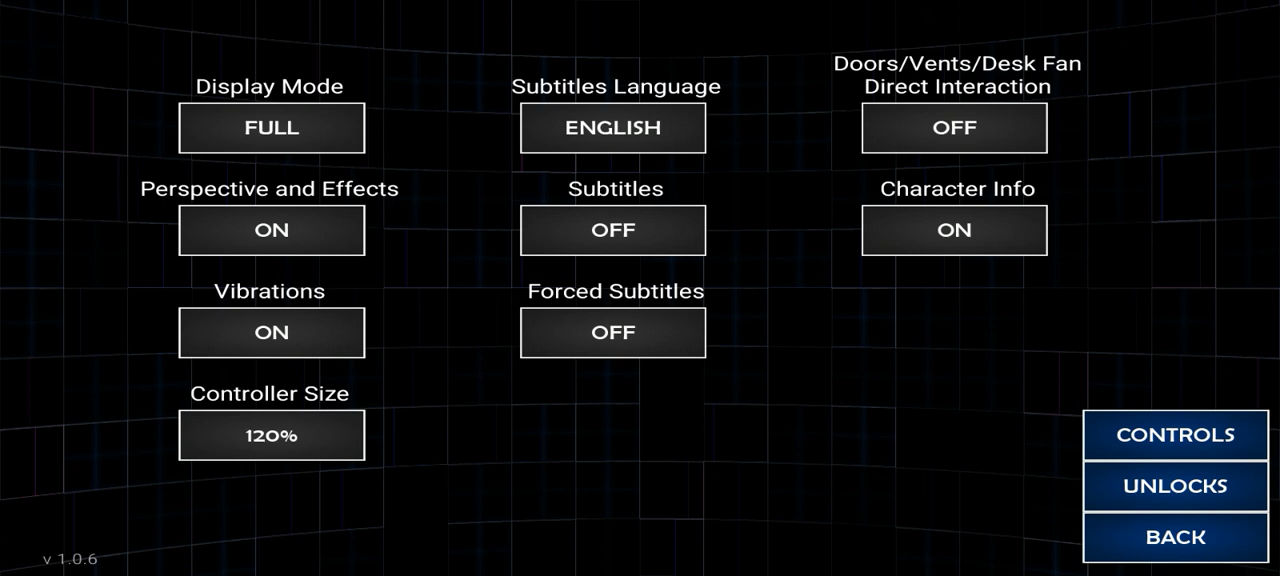 Display Mode
FULL
Perspective and Effects
ON
Vibrations
ON
Controller Size
120%
Subtitles Language
ENGLISH
Subtitles
OFF
Forced Subtitles
OFF
Doors/Vents/Desk Fan
Direct Interaction
OFF
Character Info
ON
CONTROLS
UNLOCKS
BACK
v 1.0.6